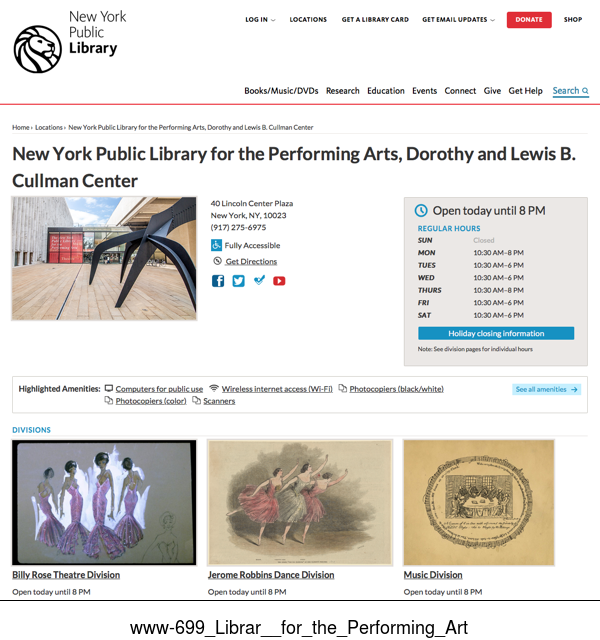 New York
Public
Library
LOG IN LOCATIONS GET A LIBRARY CARD GET EMAIL UPDATES DONATE SHOP
Books/Music/DVDs Research Education Events Connect Give Get Help Search
Home › Locations › New York Public Library for the Performing Arts, Dorothy and Lewis B. Cullman Center
New York Public Library for the Performing Arts, Dorothy and Lewis B.
Cullman Center
40 Lincoln Center Plaza
New York, NY, 10023
(917) 275-6975
Fully Accessible
Get Directions
Open today until 8 PM
REGULAR HOURS
SUN Closed
MON 10:30 AM–8 PM
TUES 10:30 AM–6 PM
WED 10:30 AM–6 PM
THURS 10:30 AM–8 PM
FRI 10:30 AM–6 PM
SAT 10:30 AM–6 PM
Holiday closing information
Note: See division pages for individual hours
Highlighted Amenities: Computers for public use Wireless internet access (Wi-Fi) Photocopiers (black/white)
Photocopiers (color) Scanners
See all amenities →
DIVISIONS
Billy Rose Theatre Division Jerome Robbins Dance Division Music Division
Open today until 8 PM Open today until 8 PM Open today until 8 PM
www-699_Librar__for_the_Performing_Art